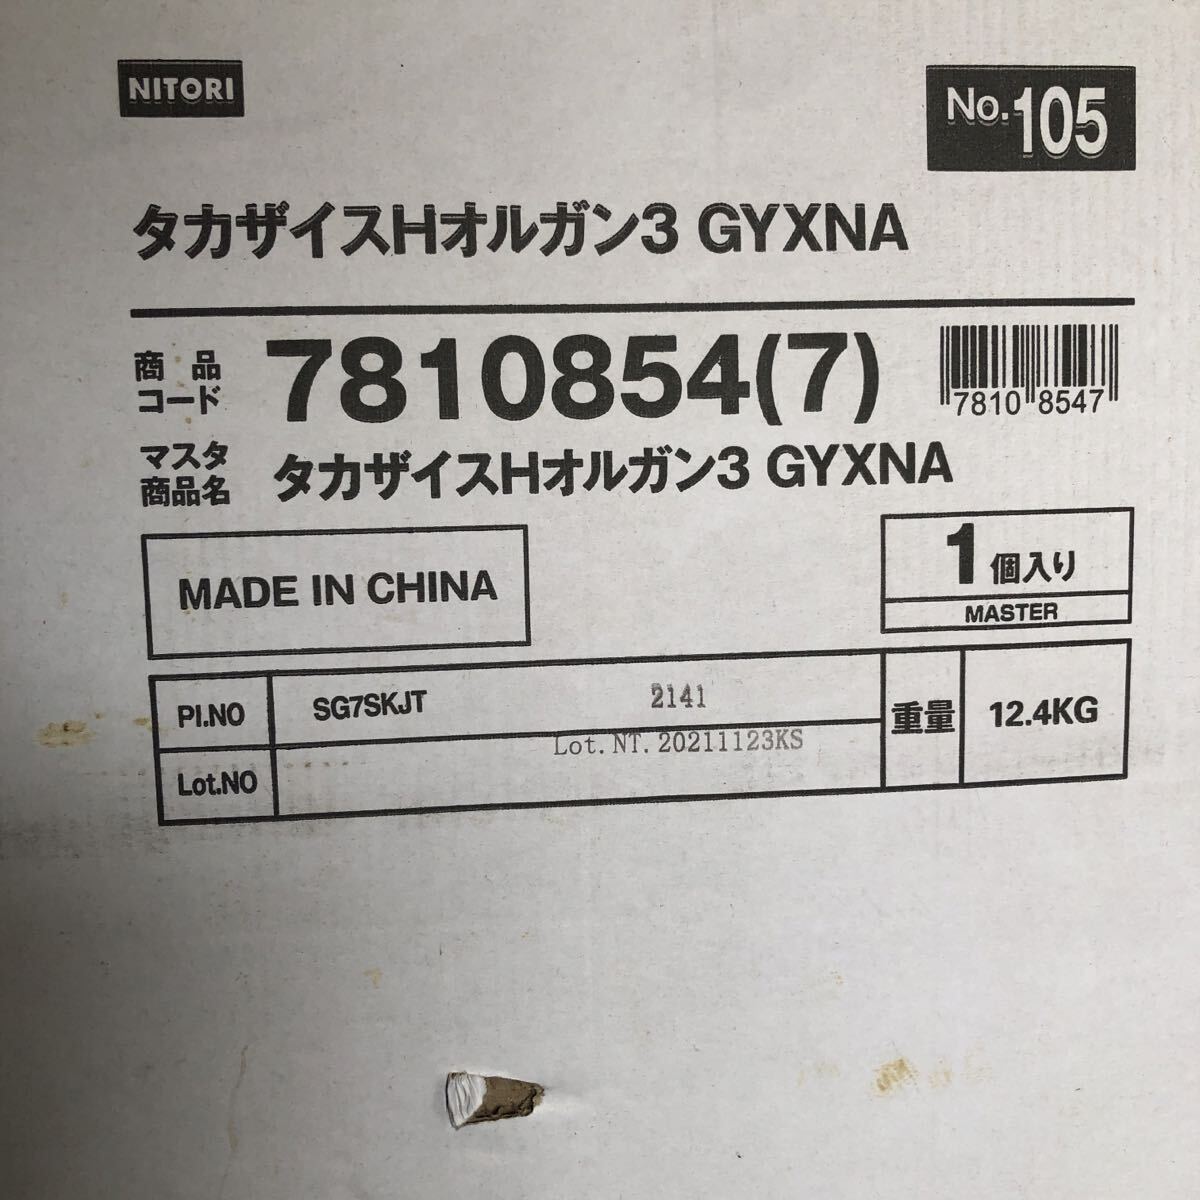 NITORI
No.105
タカザイスHオルガン3 GYXNA
商品コード 7810854(7)
7810 8547
マスタ商品名 タカザイスHオルガン3 GYXNA
MADE IN CHINA
1個入り
MASTER
PI.NO SG7SKJT 2141
重量 12.4KG
Lot.NT.20211123KS
Lot.NO